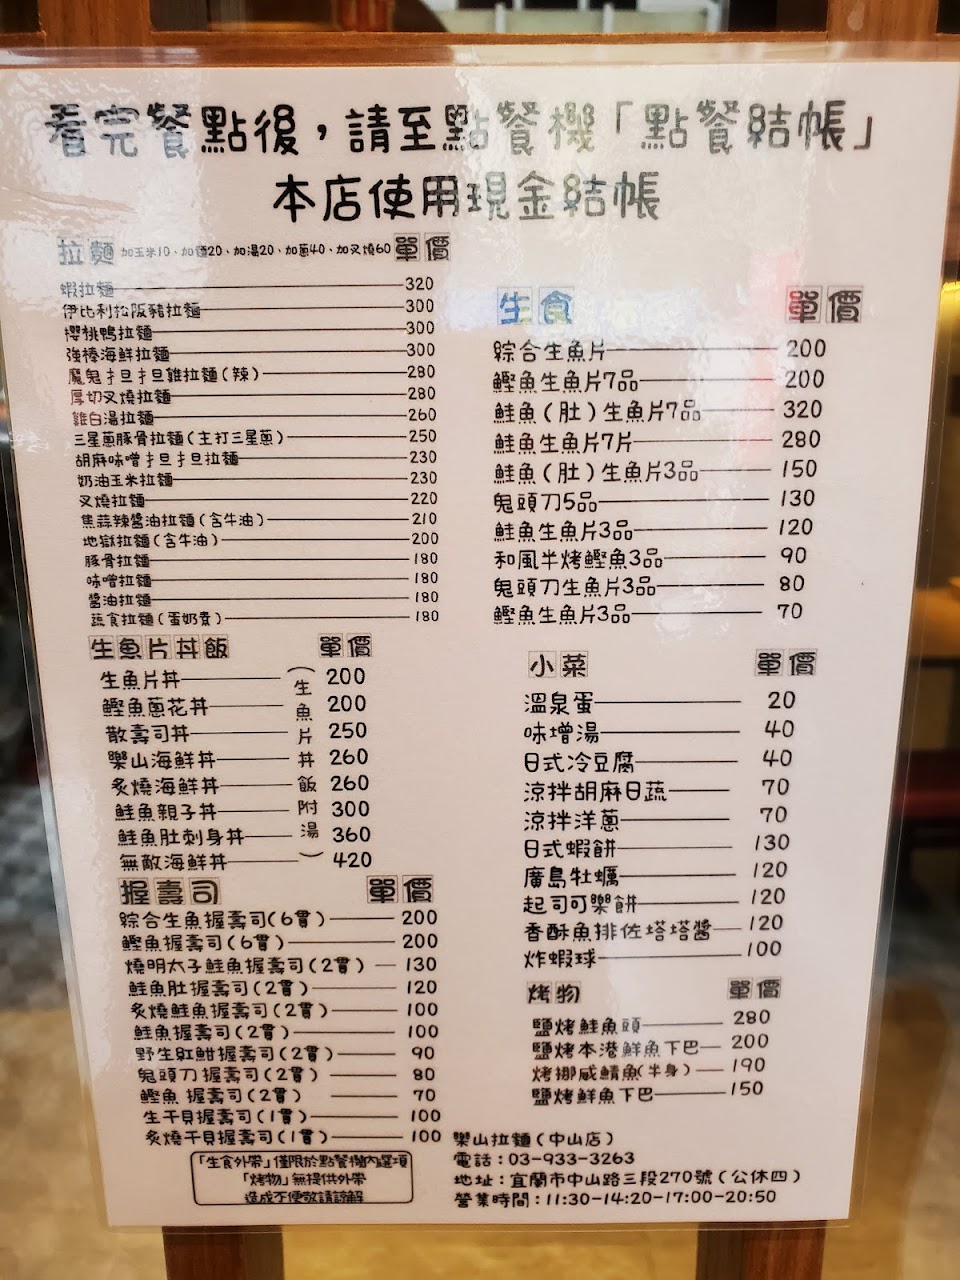 看完餐點後，請至點餐機「點餐結帳」
本店使用現金結帳
拉麵 加玉米10、加麵20、加湯20、加蔥40、加叉燒60 單價
蝦拉麵 320
伊比利松阪豬拉麵 300
櫻桃鴨拉麵 300
強棒海鮮拉麵 300
魔鬼扌旦扌旦雞拉麵(辣) 280
厚切叉燒拉麵 280
雞白湯拉麵 260
三星蔥豚骨拉麵(主打三星蔥) 250
胡麻味噌扌旦扌旦拉麵 230
奶油玉米拉麵 230
叉燒拉麵 220
焦蒜辣醬油拉麵(含牛油) 210
地獄拉麵(含牛油) 200
豚骨拉麵 180
味噌拉麵 180
醬油拉麵 180
蔬食拉麵(蛋奶素) 180
生魚片丼飯 單價
生魚片丼 200
鰹魚蔥花丼 200
散壽司丼 250
樂山海鮮丼 260
炙燒海鮮丼 260
鮭魚親子丼 300
鮭魚肚刺身丼 360
無敵海鮮丼 420
(生魚片丼飯附湯)
握壽司 單價
綜合生魚握壽司(6貫) 200
鰹魚握壽司(6貫) 200
燒明太子鮭魚握壽司(2貫) 130
鮭魚肚握壽司(2貫) 120
炙燒鮭魚握壽司(2貫) 100
鮭魚握壽司(2貫) 100
野生紅魽握壽司(2貫) 90
鬼頭刀握壽司(2貫) 80
鰹魚 握壽司(2貫) 70
生干貝握壽司(1貫) 100
炙燒干貝握壽司(1貫) 100
「生食外帶」僅限於點餐機內選項
「烤物」無提供外帶
造成不便敬請諒解
生食 單價
綜合生魚片 200
鰹魚生魚片7品 200
鮭魚(肚)生魚片7品 320
鮭魚生魚片7片 280
鮭魚(肚)生魚片3品 150
鬼頭刀5品 130
鮭魚生魚片3品 120
和風半烤鰹魚3品 90
鬼頭刀生魚片3品 80
鰹魚生魚片3品 70
小菜 單價
溫泉蛋 20
味增湯 40
日式冷豆腐 40
涼拌胡麻日蔬 70
涼拌洋蔥 70
日式蝦餅 130
廣島牡蠣 120
起司可樂餅 120
香酥魚排佐塔塔醬 120
炸蝦球 100
烤物 單價
鹽烤鮭魚頭 280
鹽烤本港鮮魚下巴 200
烤挪威鯖魚(半身) 190
鹽烤鮮魚下巴 150
樂山拉麵(中山店)
電話：03-933-3263
地址：宜蘭市中山路三段270號(公休四)
營業時間：11:30-14:20-17:00-20:50